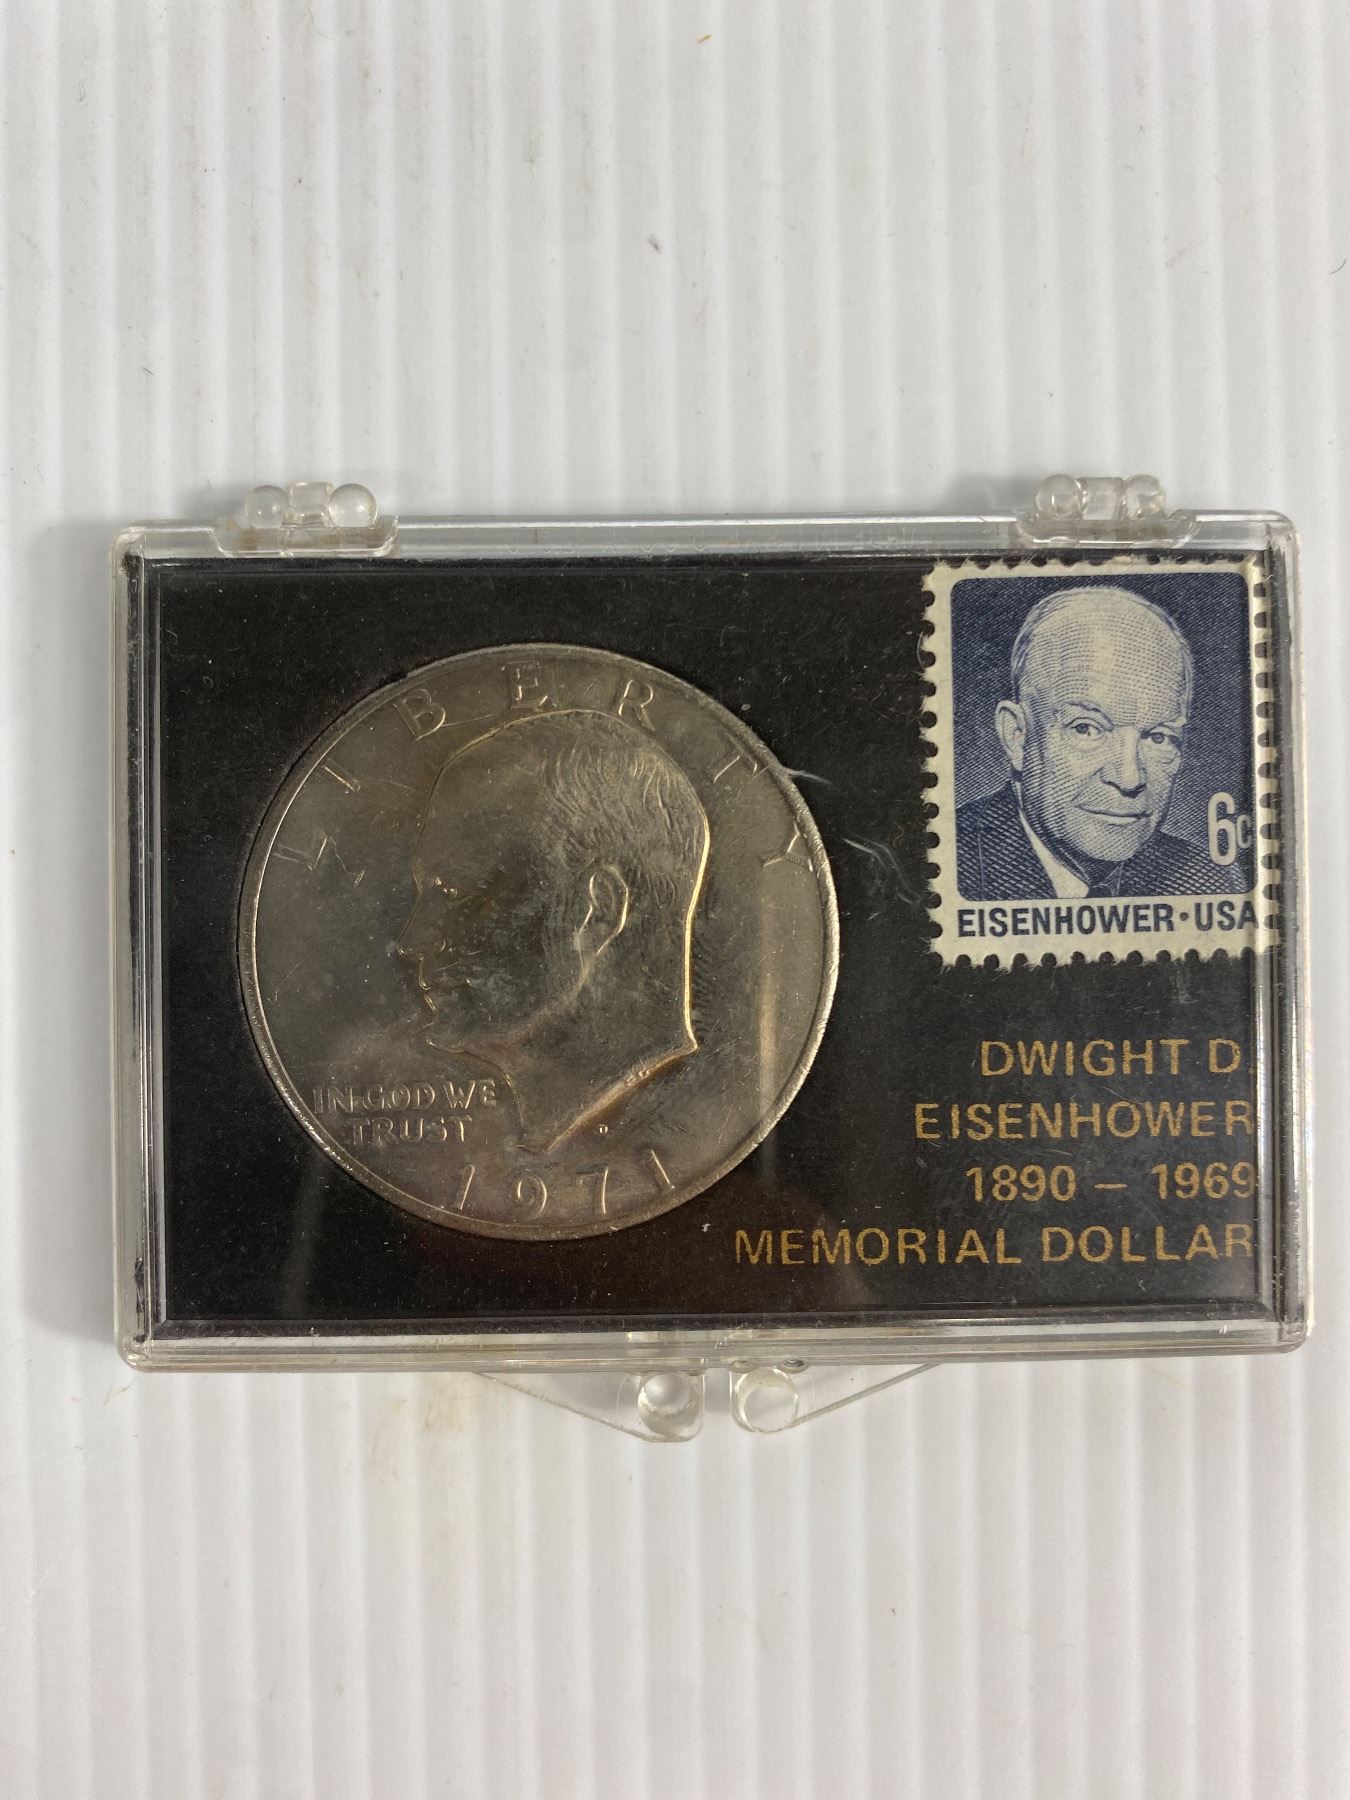 LIBERTY
IN GOD WE
TRUST
D
1971
6c
EISENHOWER·USA
DWIGHT D.
EISENHOWER
1890 – 1969
MEMORIAL DOLLAR